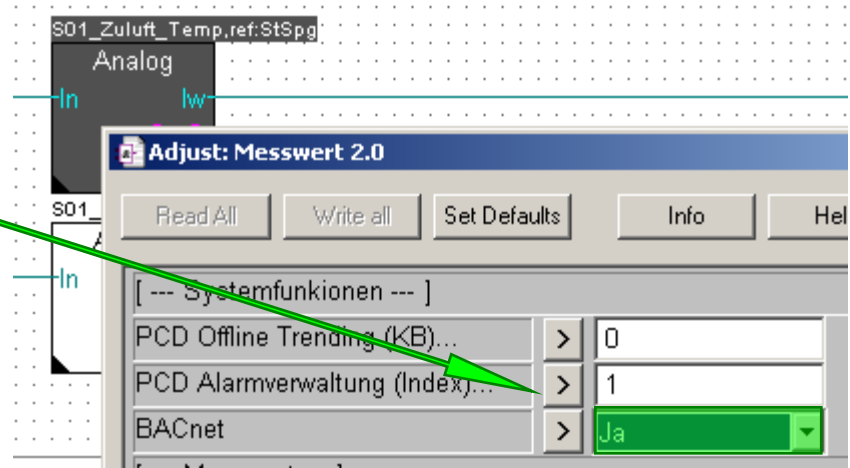 S01_Zuluft_Temp,ref:StSpg
Analog
In Iw
Adjust: Messwert 2.0
Read All Write all Set Defaults Info Hel
S01_
A
In
[ --- Systemfunkionen --- ]
PCD Offline Trending (KB)... > 0
PCD Alarmverwaltung (Index)... > 1
BACnet > Ja